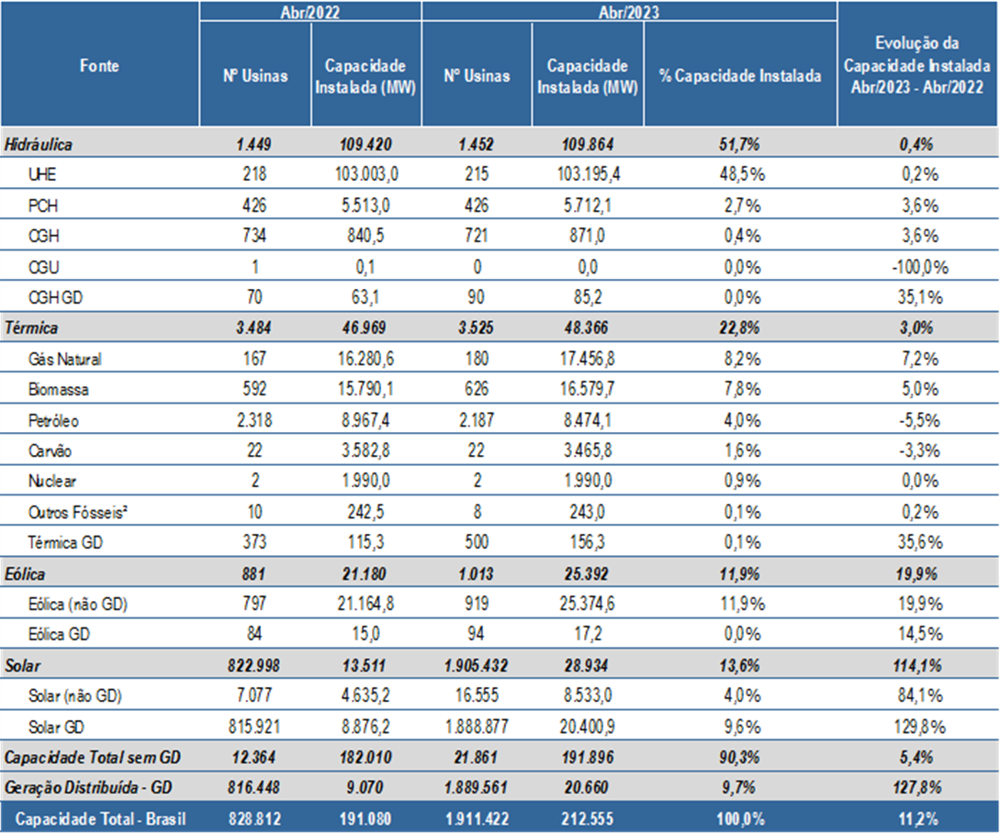 Fonte Abr/2022 Abr/2023 Evolução da Capacidade Instalada Abr/2023 - Abr/2022
Nº Usinas Capacidade Instalada (MW) Nº Usinas Capacidade Instalada (MW) % Capacidade Instalada
Hidráulica 1.449 109.420 1.452 109.864 51,7% 0,4%
UHE 218 103.003,0 215 103.195,4 48,5% 0,2%
PCH 426 5.513,0 426 5.712,1 2,7% 3,6%
CGH 734 840,5 721 871,0 0,4% 3,6%
CGU 1 0,1 0 0,0 0,0% -100,0%
CGH GD 70 63,1 90 85,2 0,0% 35,1%
Térmica 3.484 46.969 3.525 48.366 22,8% 3,0%
Gás Natural 167 16.280,6 180 17.456,8 8,2% 7,2%
Biomassa 592 15.790,1 626 16.579,7 7,8% 5,0%
Petróleo 2.318 8.967,4 2.187 8.474,1 4,0% -5,5%
Carvão 22 3.582,8 22 3.465,8 1,6% -3,3%
Nuclear 2 1.990,0 2 1.990,0 0,9% 0,0%
Outros Fósseis² 10 242,5 8 243,0 0,1% 0,2%
Térmica GD 373 115,3 500 156,3 0,1% 35,6%
Eólica 881 21.180 1.013 25.392 11,9% 19,9%
Eólica (não GD) 797 21.164,8 919 25.374,6 11,9% 19,9%
Eólica GD 84 15,0 94 17,2 0,0% 14,5%
Solar 822.998 13.511 1.905.432 28.934 13,6% 114,1%
Solar (não GD) 7.077 4.635,2 16.555 8.533,0 4,0% 84,1%
Solar GD 815.921 8.876,2 1.888.877 20.400,9 9,6% 129,8%
Capacidade Total sem GD 12.364 182.010 21.861 191.896 90,3% 5,4%
Geração Distribuída - GD 816.448 9.070 1.889.561 20.660 9,7% 127,8%
Capacidade Total - Brasil 828.812 191.080 1.911.422 212.555 100,0% 11,2%